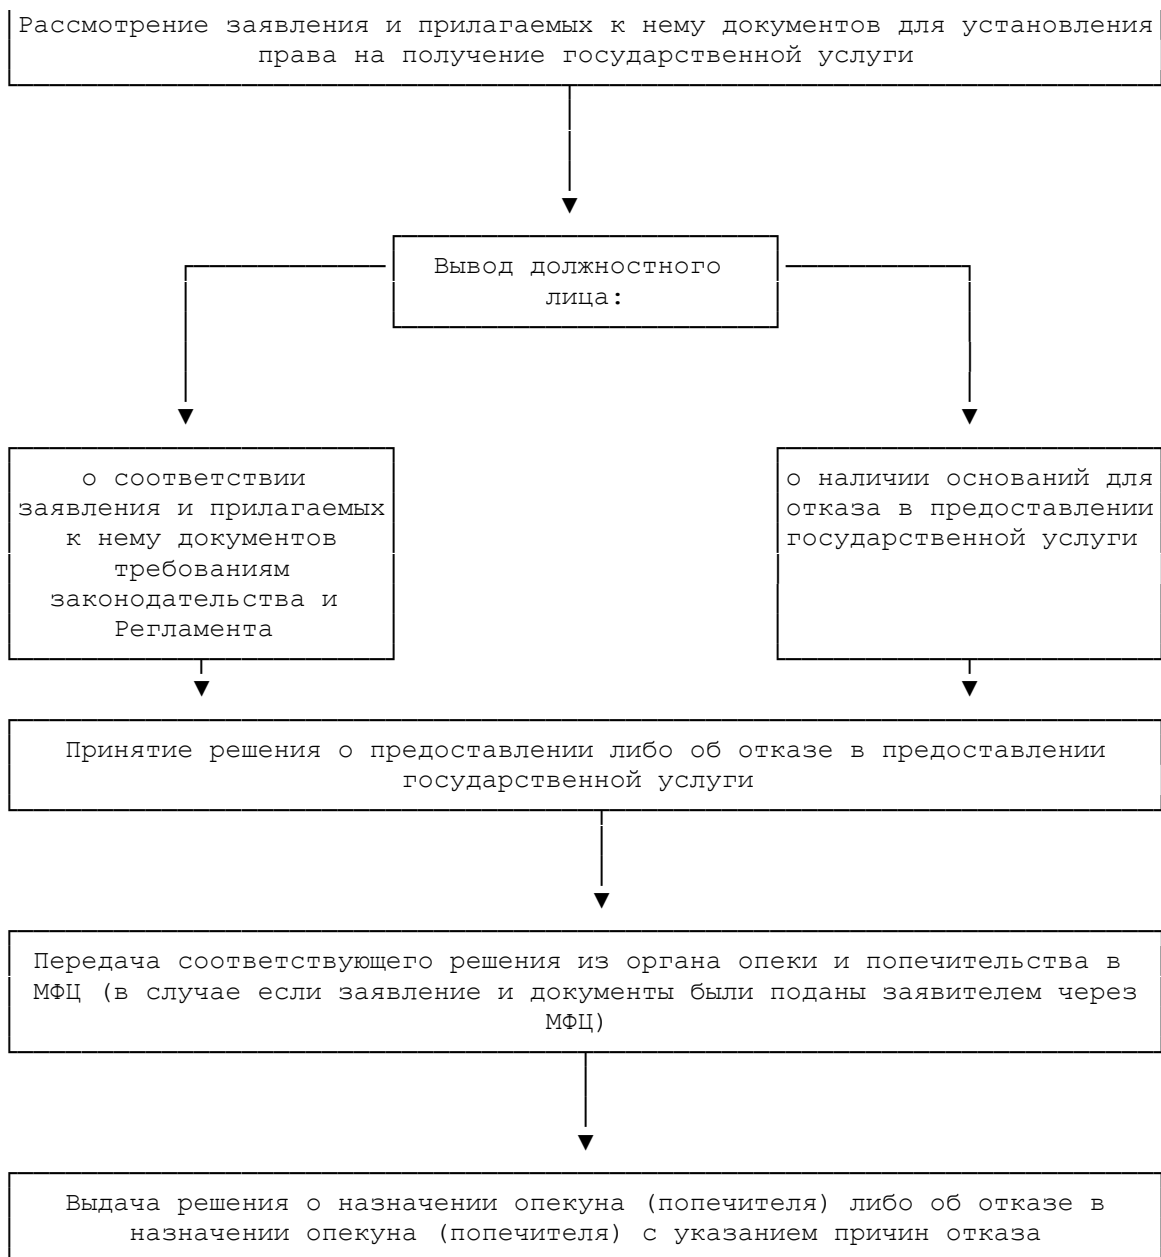 Рассмотрение заявления и прилагаемых к нему документов для установления
права на получение государственной услуги
Вывод должностного
лица:
о соответствии
заявления и прилагаемых
к нему документов
требованиям
законодательства и
Регламента
о наличии оснований для
отказа в предоставлении
государственной услуги
Принятие решения о предоставлении либо об отказе в предоставлении
государственной услуги
Передача соответствующего решения из органа опеки и попечительства в
МФЦ (в случае если заявление и документы были поданы заявителем через
МФЦ)
Выдача решения о назначении опекуна (попечителя) либо об отказе в
назначении опекуна (попечителя) с указанием причин отказа